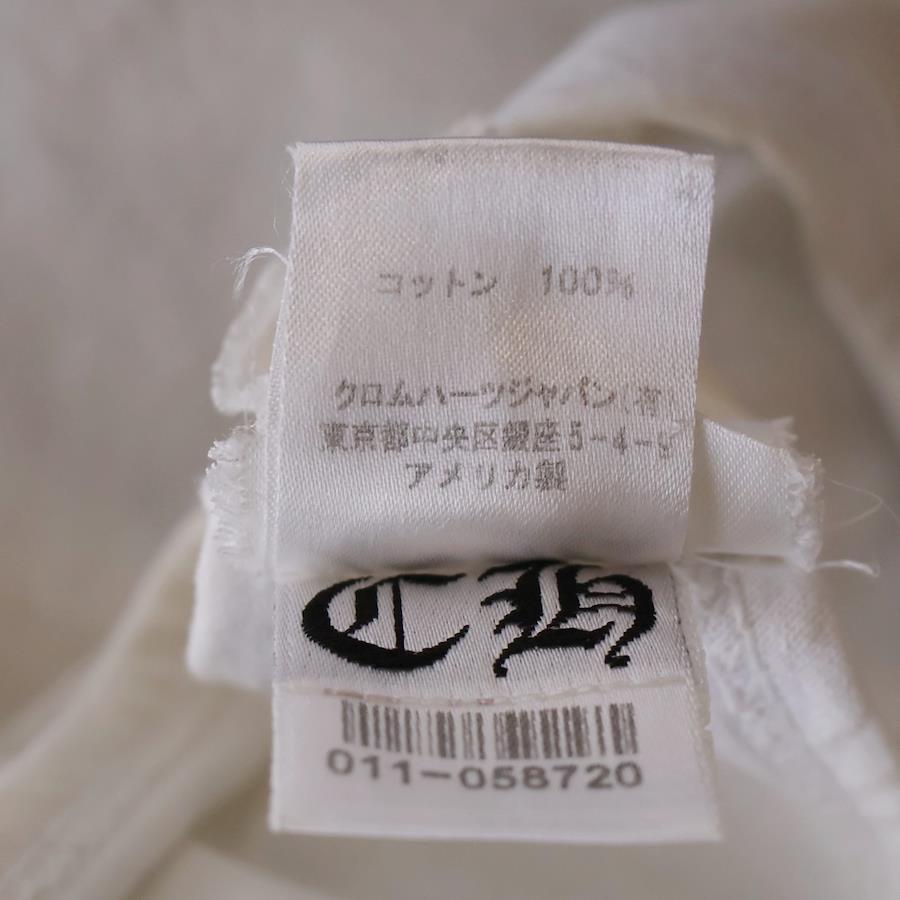 コットン 100%
クロムハーツジャパン(有
東京都中央区銀座5-4-
アメリカ製
CH
011-058720